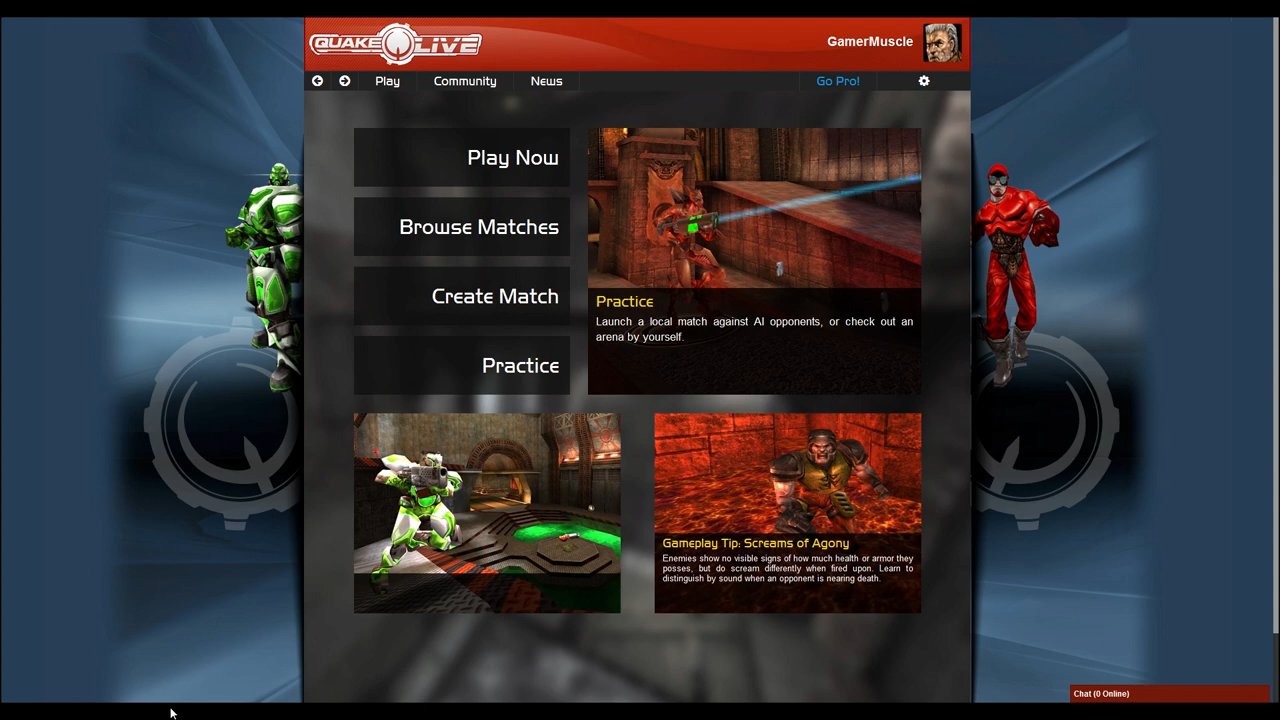 QUAKE LIVE
GamerMuscle
Play
Community
News
Go Pro!
Play Now
Browse Matches
Create Match
Practice
Practice
Launch a local match against AI opponents, or check out an
arena by yourself.
Gameplay Tip: Screams of Agony
Enemies show no visible signs of how much health or armor they
posses, but do scream differently when fired upon. Learn to
distinguish by sound when an opponent is nearing death.
Chat (0 Online)